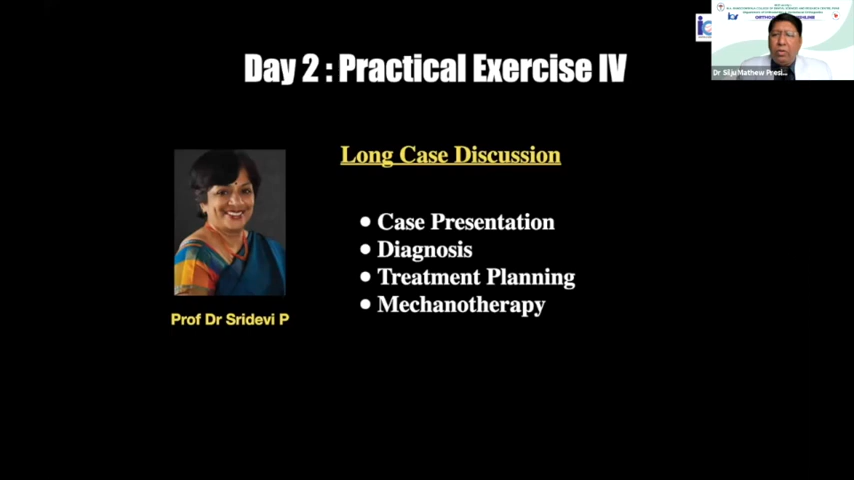 Day 2 : Practical Exercise IV
Long Case Discussion
• Case Presentation
• Diagnosis
• Treatment Planning
• Mechanotherapy
Prof Dr Sridevi P
Dr Silju Mathew Presi...